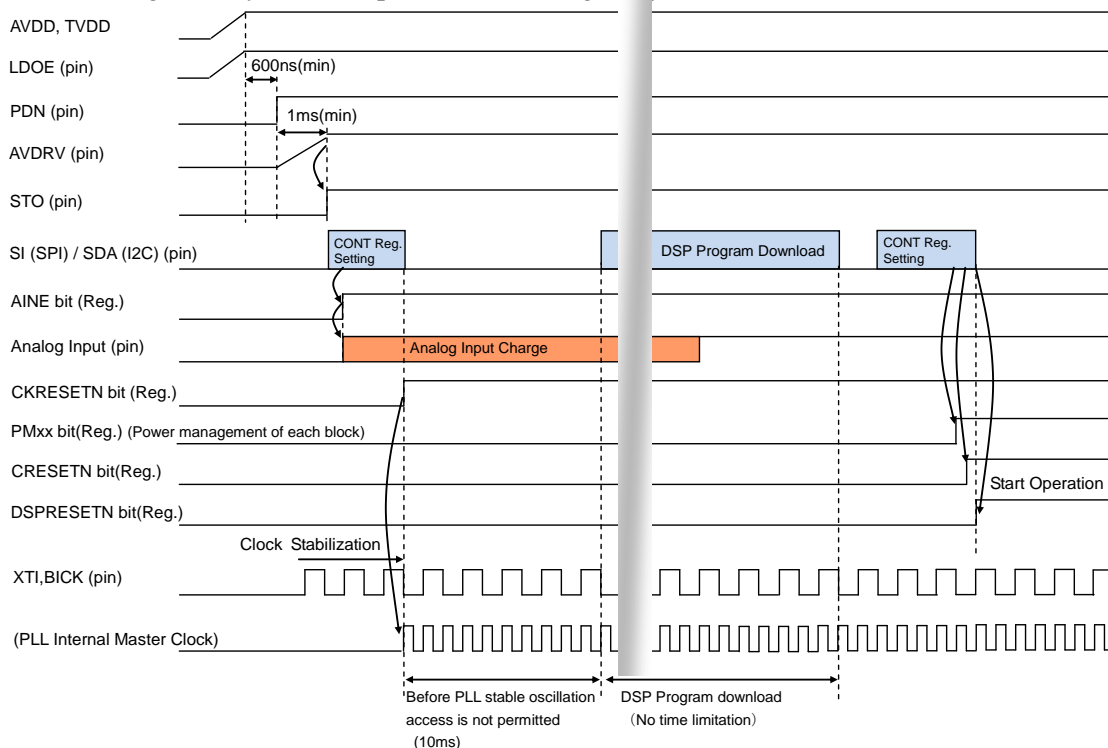 AVDD, TVDD
LDOE (pin)
600ns(min)
PDN (pin)
1ms(min)
AVDRV (pin)
STO (pin)
SI (SPI) / SDA (I2C) (pin)
CONT Reg.
Setting
DSP Program Download
CONT Reg.
Setting
AINE bit (Reg.)
Analog Input (pin)
Analog Input Charge
CKRESETN bit (Reg.)
PMxx bit(Reg.) (Power management of each block)
CRESETN bit(Reg.)
Start Operation
DSPRESETN bit(Reg.)
Clock Stabilization
XTI,BICK (pin)
(PLL Internal Master Clock)
Before PLL stable oscillation
access is not permitted
(10ms)
DSP Program download
（No time limitation）